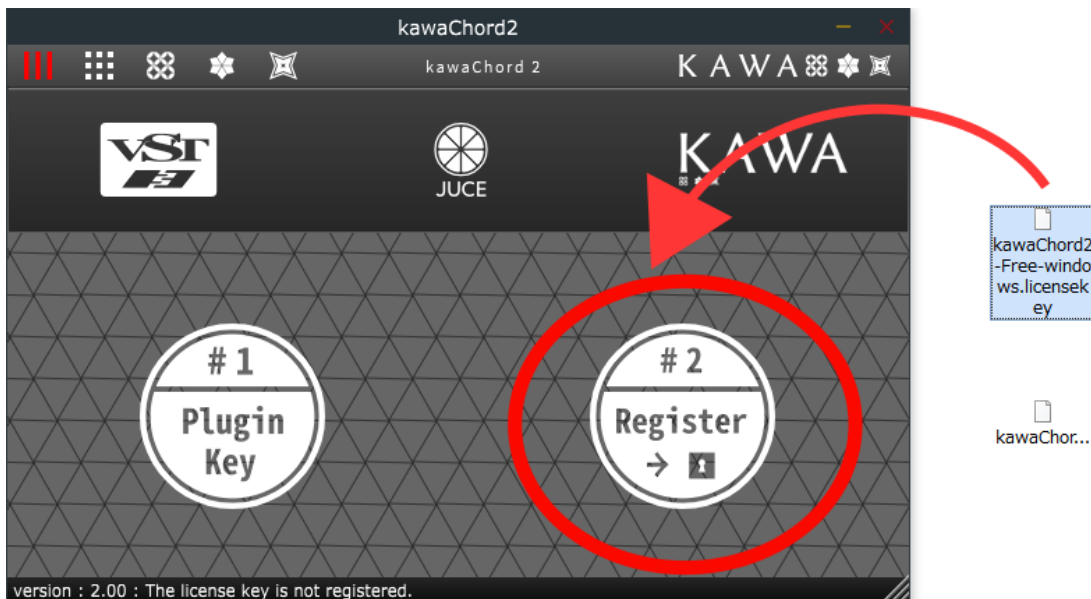 kawaChord2
kawaChord 2
KAWA
VST
JUCE
KAWA
kawaChord2
-Free-windo
ws.licensek
ey
# 1
Plugin
Key
# 2
Register
kawaChor...
version : 2.00 : The license key is not registered.